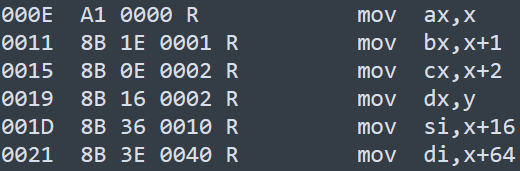 000E  A1 0000 R          mov  ax,x
0011  8B 1E 0001 R       mov  bx,x+1
0015  8B 0E 0002 R       mov  cx,x+2
0019  8B 16 0002 R       mov  dx,y
001D  8B 36 0010 R       mov  si,x+16
0021  8B 3E 0040 R       mov  di,x+64